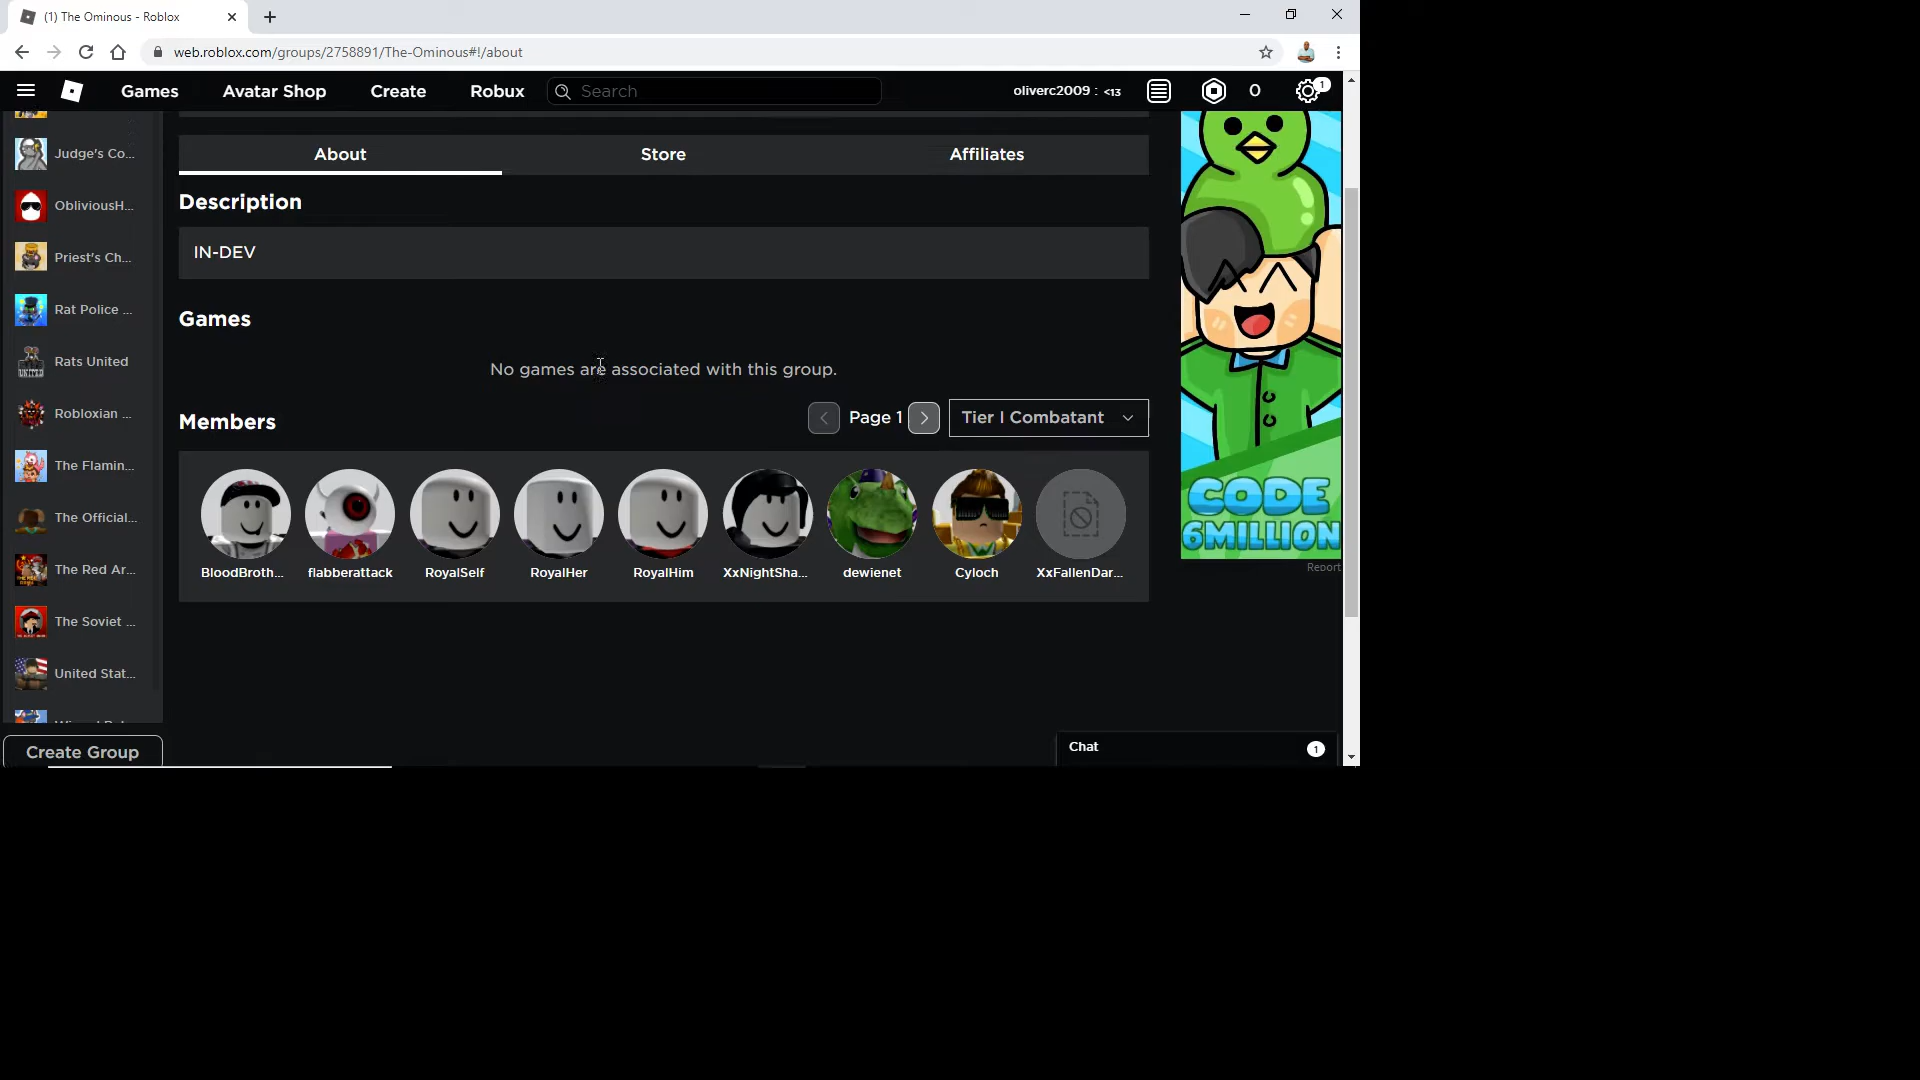 (1) The Ominous - Roblox
web.roblox.com/groups/2758891/The-Ominous#!/about
Games
Avatar Shop
Create
Robux
Search
oliverc2009 : <13
0
1
Judge's Co...
ObliviousH...
Priest's Ch...
Rat Police ...
Rats United
Robloxian ...
The Flamin...
The Official...
The Red Ar...
The Soviet ...
United Stat...
Create Group
About
Store
Affiliates
Description
IN-DEV
Games
No games are associated with this group.
Members
Page 1
Tier I Combatant
BloodBroth...
flabberattack
RoyalSelf
RoyalHer
RoyalHim
XxNightSha...
dewienet
Cyloch
XxFallenDar...
CODE
6MILLION
Report
Chat
1